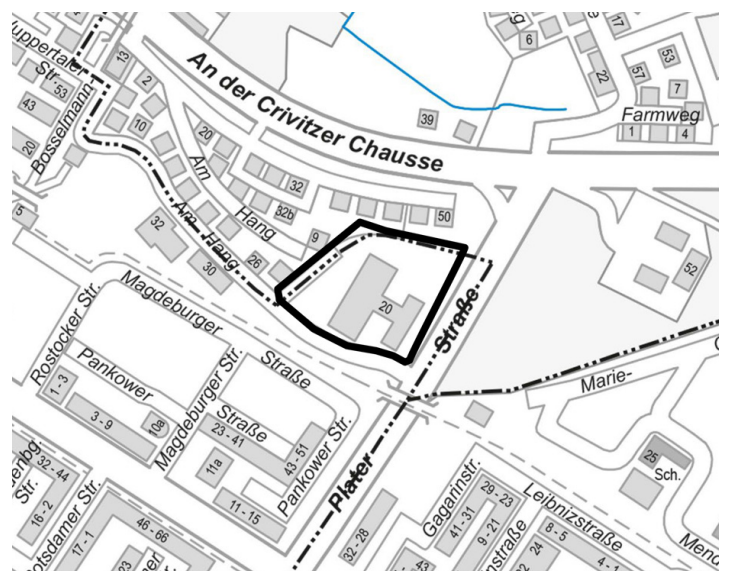 Wuppertaler
Str.
53
43
20
Bosselmann
5
13
2
10
An der Crivitzer Chausse
20
Am
Hang
32
32b
9
50
39
6
17
22
53
57
7
Farmweg
1
4
Am
Hang
32
30
26
20
52
Magdeburger
Straße
Rostocker Str.
Pankower
Straße
1 - 3
3 - 9
10a
Magdeburger Str
23 - 41
11a
11 - 15
43 - 51
Pankower Str.
Plater
Straße
Marie-
25
Sch.
32 - 44
Str.
16 - 2
17 - 1
46 - 66
23
32 - 28
Gagarinstr.
29 - 23
41 - 31
9 - 21
Leibnizstraße
8 - 5
4 - 1
22
24
43